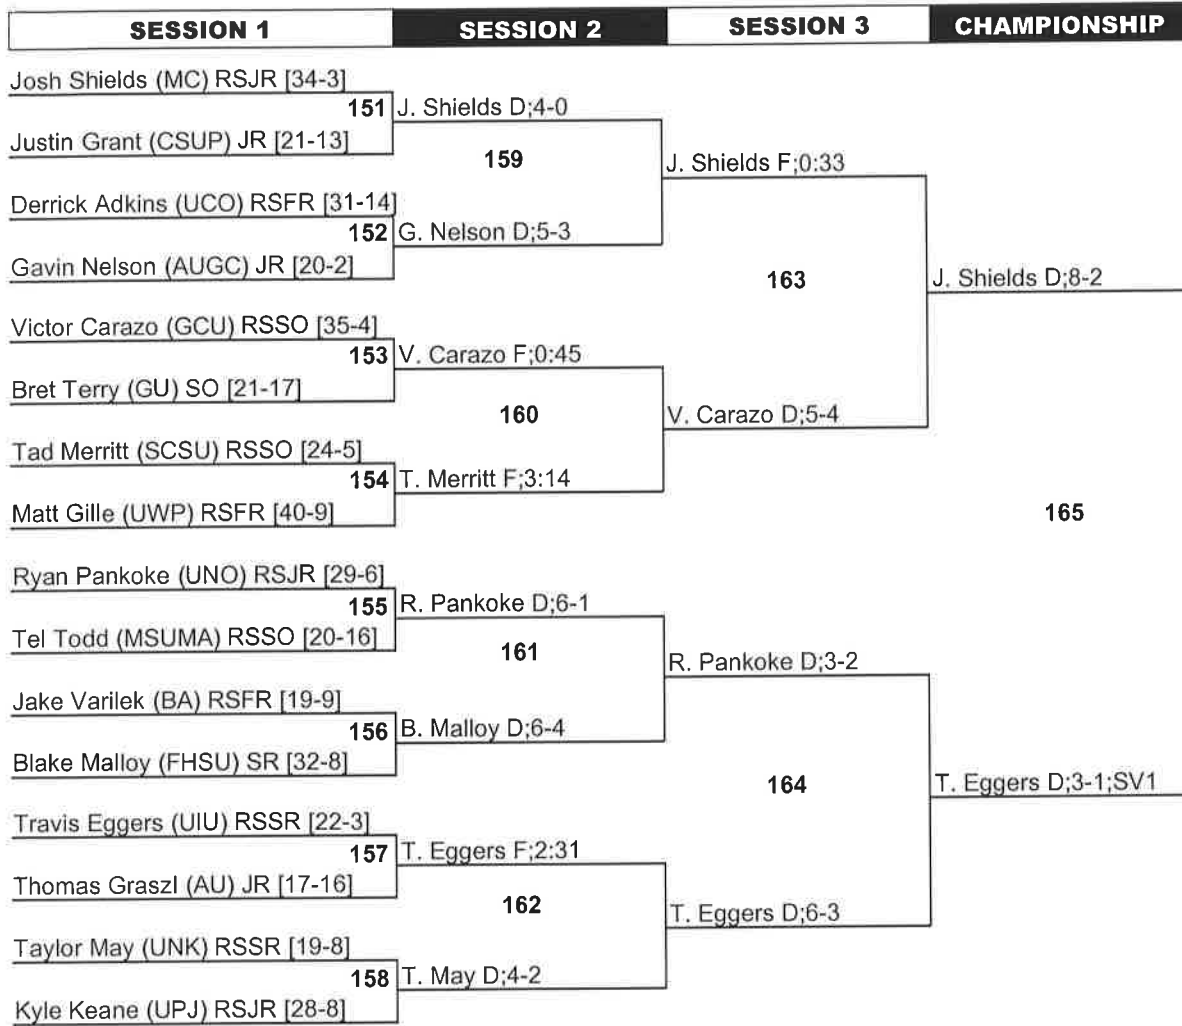 SESSION 1 SESSION 2 SESSION 3 CHAMPIONSHIP
Josh Shields (MC) RSJR [34-3]
151 J. Shields D;4-0
Justin Grant (CSUP) JR [21-13]
159 J. Shields F;0:33
Derrick Adkins (UCO) RSFR [31-14]
152 G. Nelson D;5-3
Gavin Nelson (AUGC) JR [20-2]
163 J. Shields D;8-2
Victor Carazo (GCU) RSSO [35-4]
153 V. Carazo F;0:45
Bret Terry (GU) SO [21-17]
160 V. Carazo D;5-4
Tad Merritt (SCSU) RSSO [24-5]
154 T. Merritt F;3:14
Matt Gille (UWP) RSFR [40-9]
165
Ryan Pankoke (UNO) RSJR [29-6]
155 R. Pankoke D;6-1
Tel Todd (MSUMA) RSSO [20-16]
161 R. Pankoke D;3-2
Jake Varilek (BA) RSFR [19-9]
156 B. Malloy D;6-4
Blake Malloy (FHSU) SR [32-8]
164 T. Eggers D;3-1;SV1
Travis Eggers (UIU) RSSR [22-3]
157 T. Eggers F;2:31
Thomas Graszl (AU) JR [17-16]
162 T. Eggers D;6-3
Taylor May (UNK) RSSR [19-8]
158 T. May D;4-2
Kyle Keane (UPJ) RSJR [28-8]